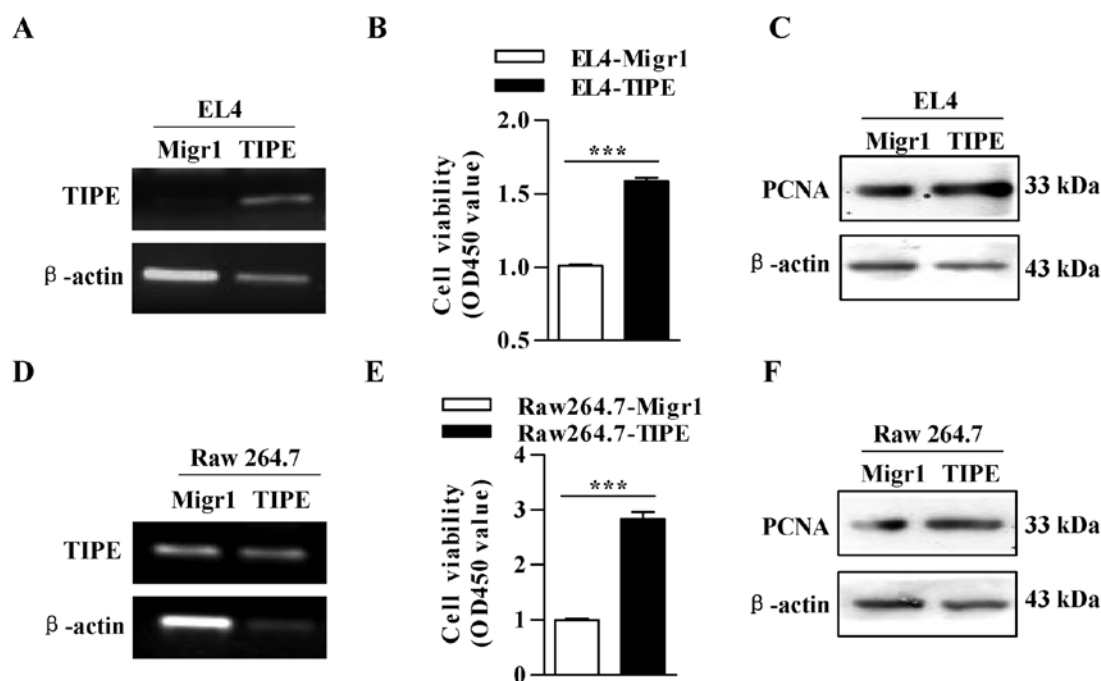 A
EL4
Migr1 TIPE
TIPE
β-actin
B
EL4-Migr1
EL4-TIPE
Cell viability
(OD450 value)
2.0
1.5
1.0
0.5
***
C
EL4
Migr1 TIPE
PCNA
33 kDa
β-actin
43 kDa
D
Raw 264.7
Migr1 TIPE
TIPE
β-actin
E
Raw264.7-Migr1
Raw264.7-TIPE
Cell viability
(OD450 value)
4
3
2
1
0
***
F
Raw 264.7
Migr1 TIPE
PCNA
33 kDa
β-actin
43 kDa